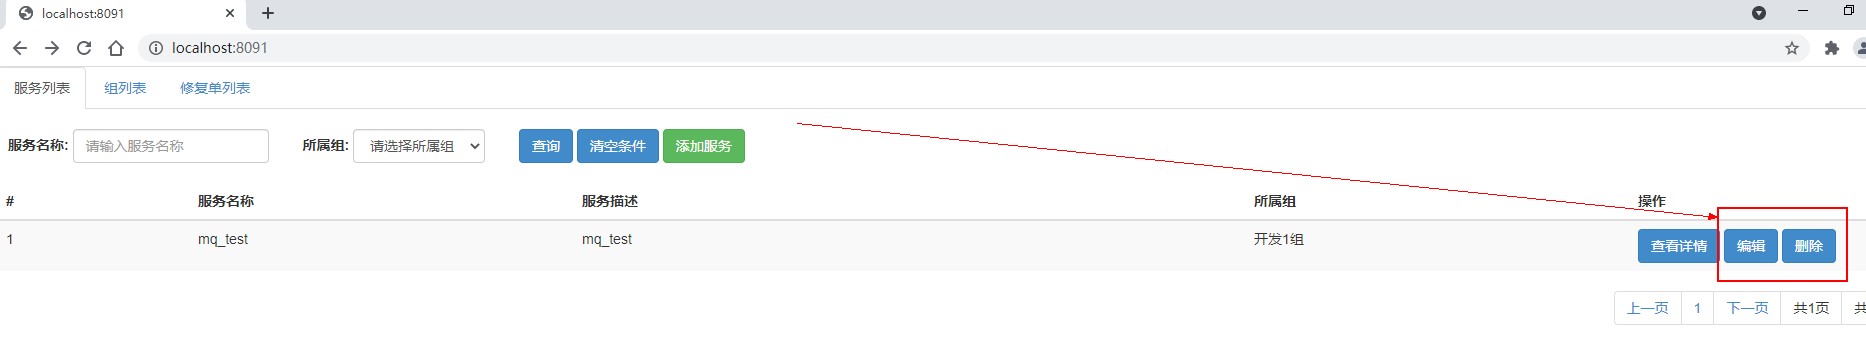 localhost:8091
localhost:8091
服务列表 组列表 修复单列表
服务名称: 请输入服务名称 所属组: 请选择所属组 查询 清空条件 添加服务
# 服务名称 服务描述 所属组 操作
1 mq_test mq_test 开发1组 查看详情 编辑 删除
上一页 1 下一页 共1页 共